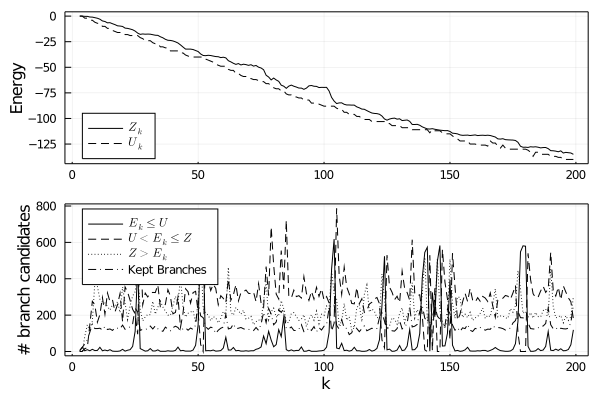 0
−25
−50
−75
−100
−125
Energy
Z_k
U_k
0 50 100 150 200
800
600
400
200
0
# branch candidates
E_k ≤ U
U < E_k ≤ Z
Z > E_k
Kept Branches
0 50 100 150 200
k